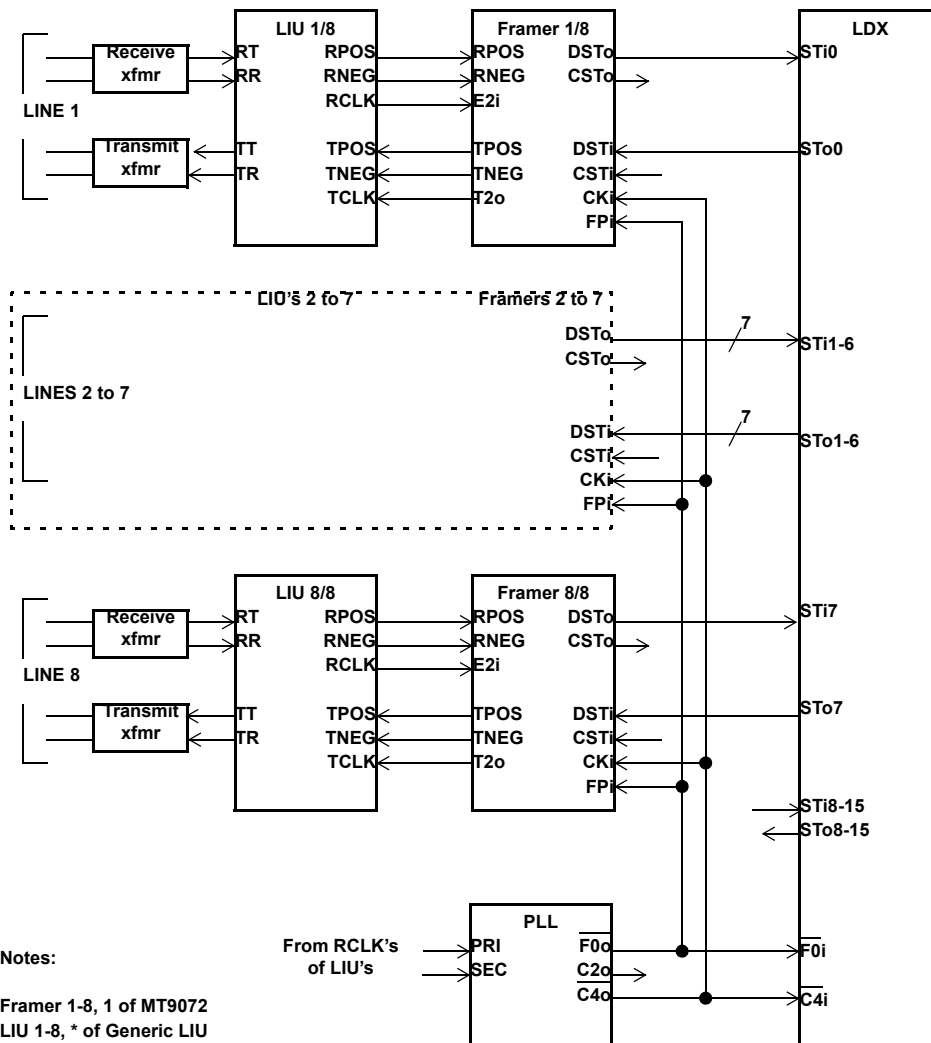 LIU 1/8
Framer 1/8
LDX
Receive
xfmr
RT
RR
RPOS
RNEG
RCLK
RPOS
RNEG
E2i
DSTo
CSTo
STi0
LINE 1
Transmit
xfmr
TT
TR
TPOS
TNEG
TCLK
TPOS
TNEG
T2o
DSTi
CSTi
CKi
FPi
STo0
LIU's 2 to 7
Framers 2 to 7
LINES 2 to 7
DSTo
CSTo
7
STi1-6
DSTi
CSTi
CKi
FPi
7
STo1-6
LIU 8/8
Framer 8/8
Receive
xfmr
RT
RR
RPOS
RNEG
RCLK
RPOS
RNEG
E2i
DSTo
CSTo
STi7
LINE 8
Transmit
xfmr
TT
TR
TPOS
TNEG
TCLK
TPOS
TNEG
T2o
DSTi
CSTi
CKi
FPi
STo7
STi8-15
STo8-15
PLL
From RCLK's
of LIU's
PRI
SEC
F0o
C2o
C4o
F0i
C4i
Notes:
Framer 1-8, 1 of MT9072
LIU 1-8, * of Generic LIU